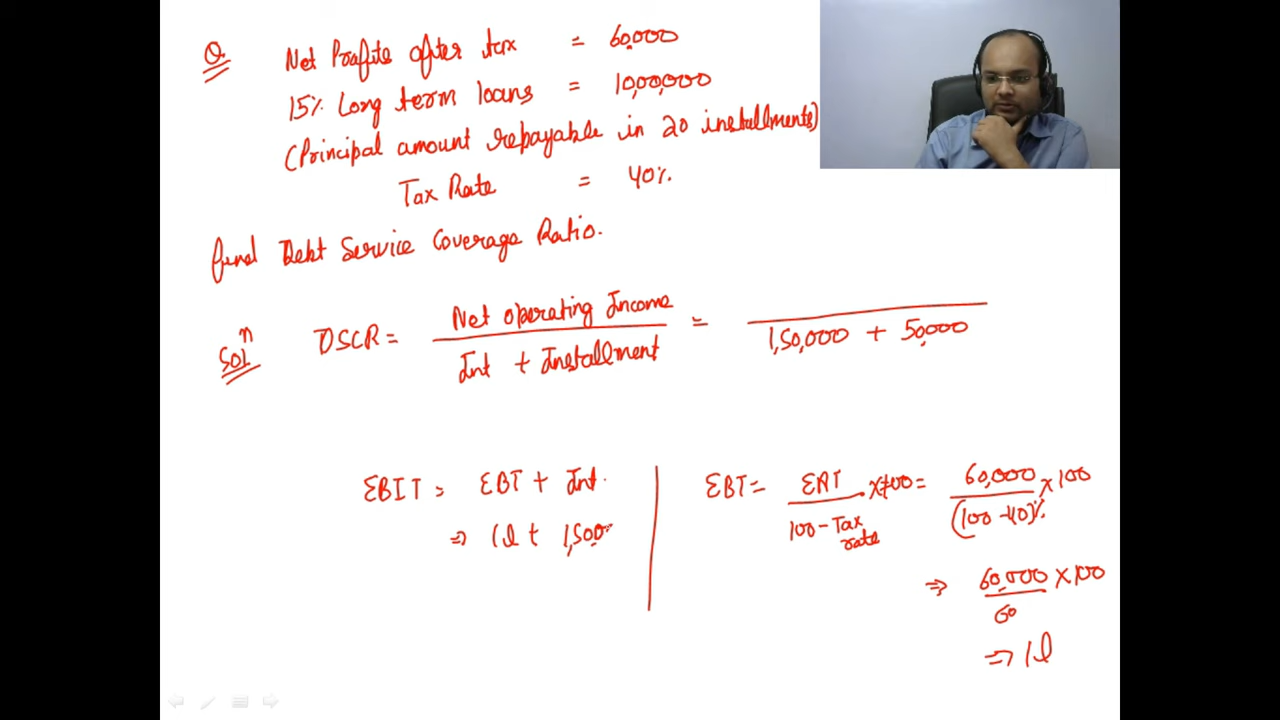 Q. Net Profits after tax = 60,000
15% Long term loans = 10,00,000
(Principal amount repayable in 20 installments)
Tax Rate = 40%
find Debt Service Coverage Ratio.
Solⁿ DSCR = Net operating Income / Int + Installment = / 1,50,000 + 50,000
EBIT = EBT + Int.
⇒ 1l + 1,5000
EBT = EAT / 100 - Tax rate × 100 = 60,000 / (100 - 40)% × 100
⇒ 60,000 / 60 × 100
⇒ 1l